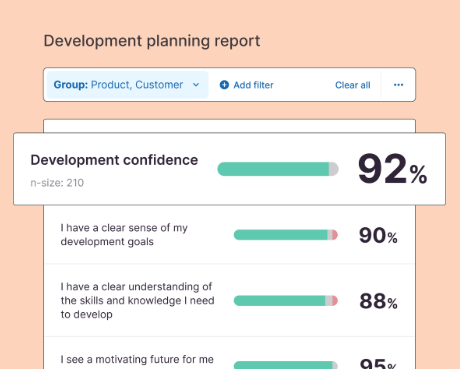 Development planning report
Group: Product, Customer
Add filter
Clear all
Development confidence
92%
n-size: 210
I have a clear sense of my
development goals
90%
I have a clear understanding of
the skills and knowledge I need
to develop
88%
I see a motivating future for me
95%